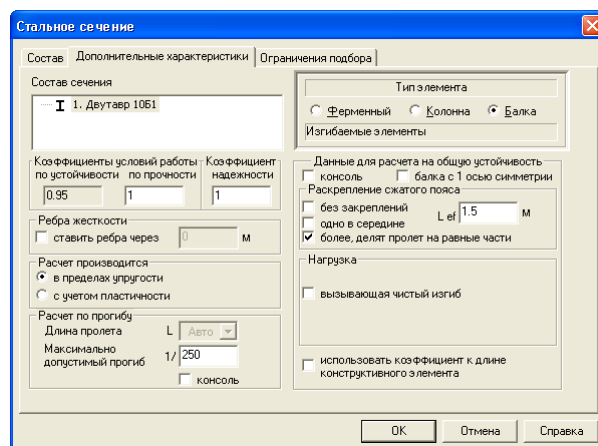 Стальное сечение
Состав Дополнительные характеристики Ограничения подбора
Состав сечения
1. Двутавр 10Б1
Тип элемента
Ферменный Колонна Балка
Изгибаемые элементы
Коэффициенты условий работы
по устойчивости по прочности
0.95 1
Коэффициент
надежности
1
Данные для расчета на общую устойчивость
консоль балка с 1 осью симметрии
Раскрепление сжатого пояса
без закреплений
одно в середине
более, делят пролет на равные части
L ef 1.5 м
Ребра жесткости
ставить ребра через 0 м
Расчет производится
в пределах упругости
с учетом пластичности
Нагрузка
вызывающая чистый изгиб
Расчет по прогибу
Длина пролета L Авто
Максимально
допустимый прогиб 1/ 250
консоль
использовать коэффициент к длине
конструктивного элемента
OK Отмена Справка